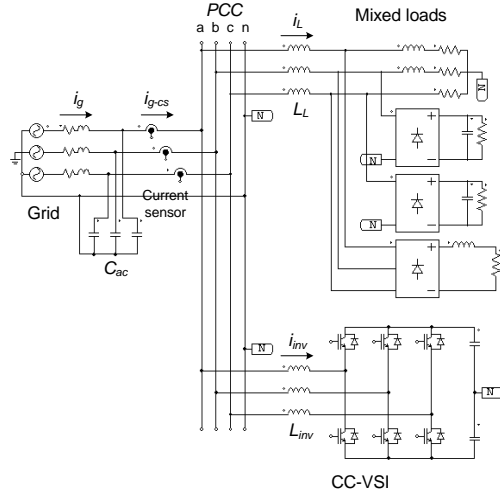 PCC
a b c n
i_L
Mixed loads
i_g
i_g-cs
L_L
N
N
Current
sensor
Grid
N
N
C_ac
N
i_inv
N
L_inv
CC-VSI